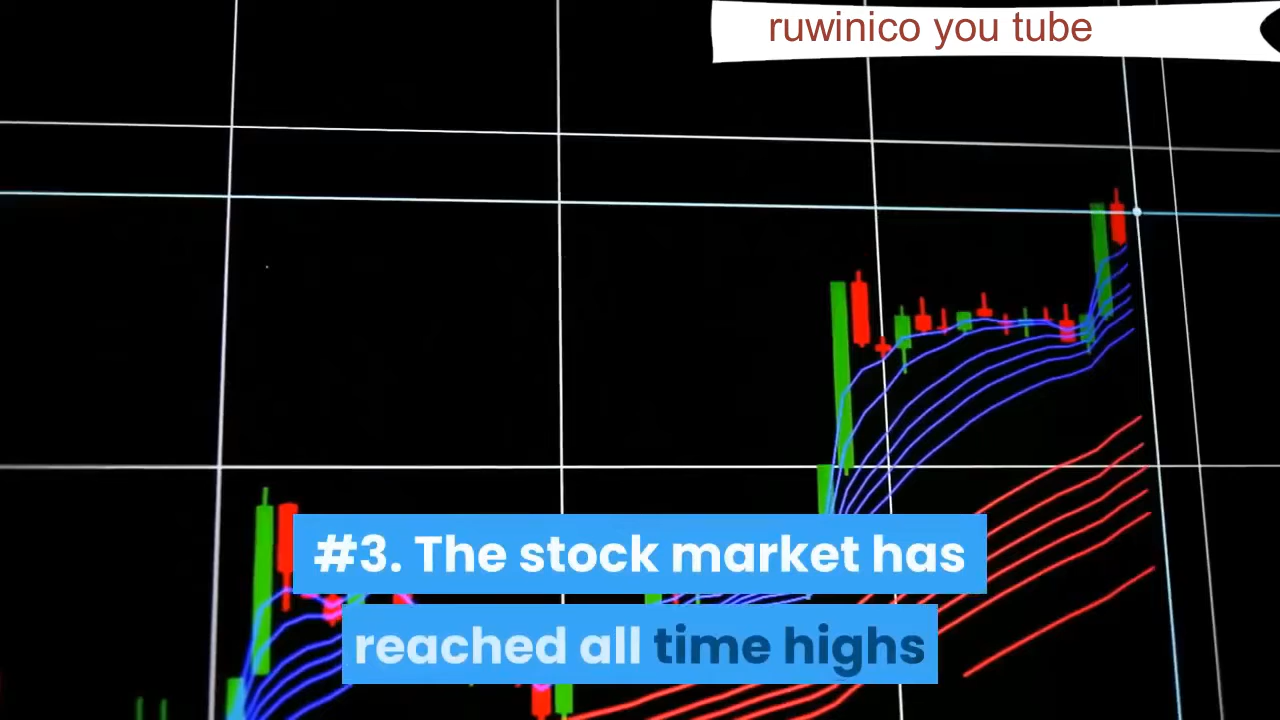 ruwinico you tube
#3. The stock market has
reached all time highs